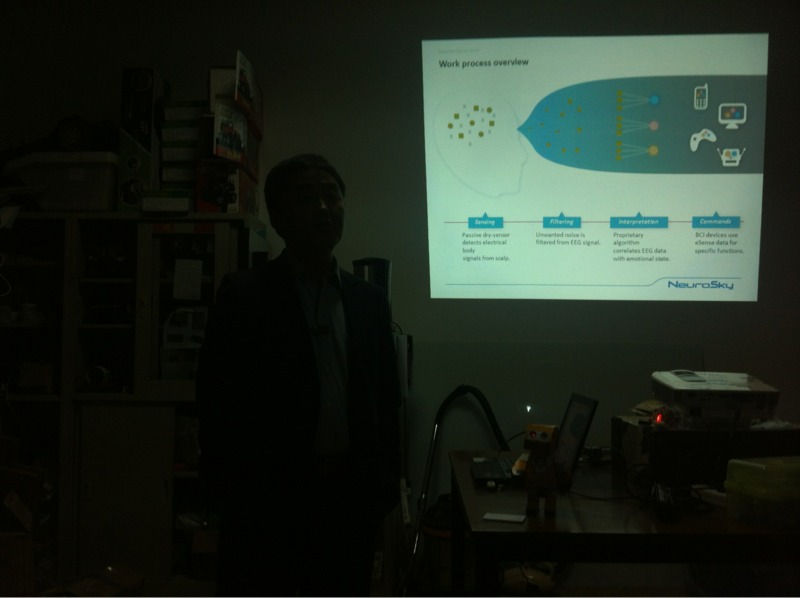 Work process overview
Sensing
Passive dry-sensor
detects electrical
body
signals from scalp.
Filtering
Unwanted noise is
filtered from EEG signal.
Interpretation
Proprietary
algorithm
correlates EEG data
with emotional state.
Commands
BCI devices use
eSense data for
specific functions.
NeuroSky